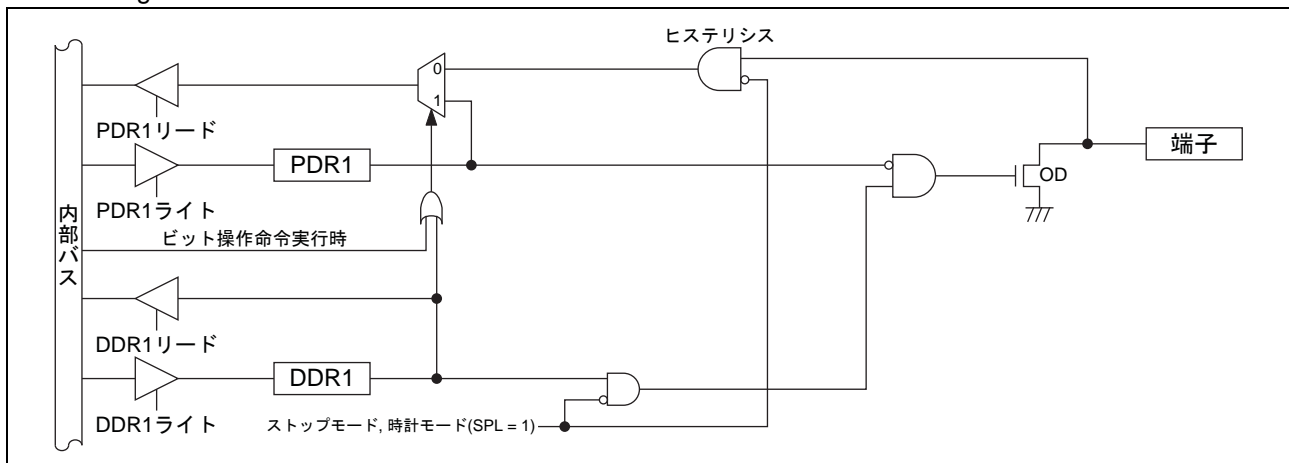 ヒステリシス
0
1
PDR1リード
PDR1
端子
OD
PDR1ライト
内部バス
ビット操作命令実行時
DDR1リード
DDR1
DDR1ライト
ストップモード, 時計モード(SPL = 1)